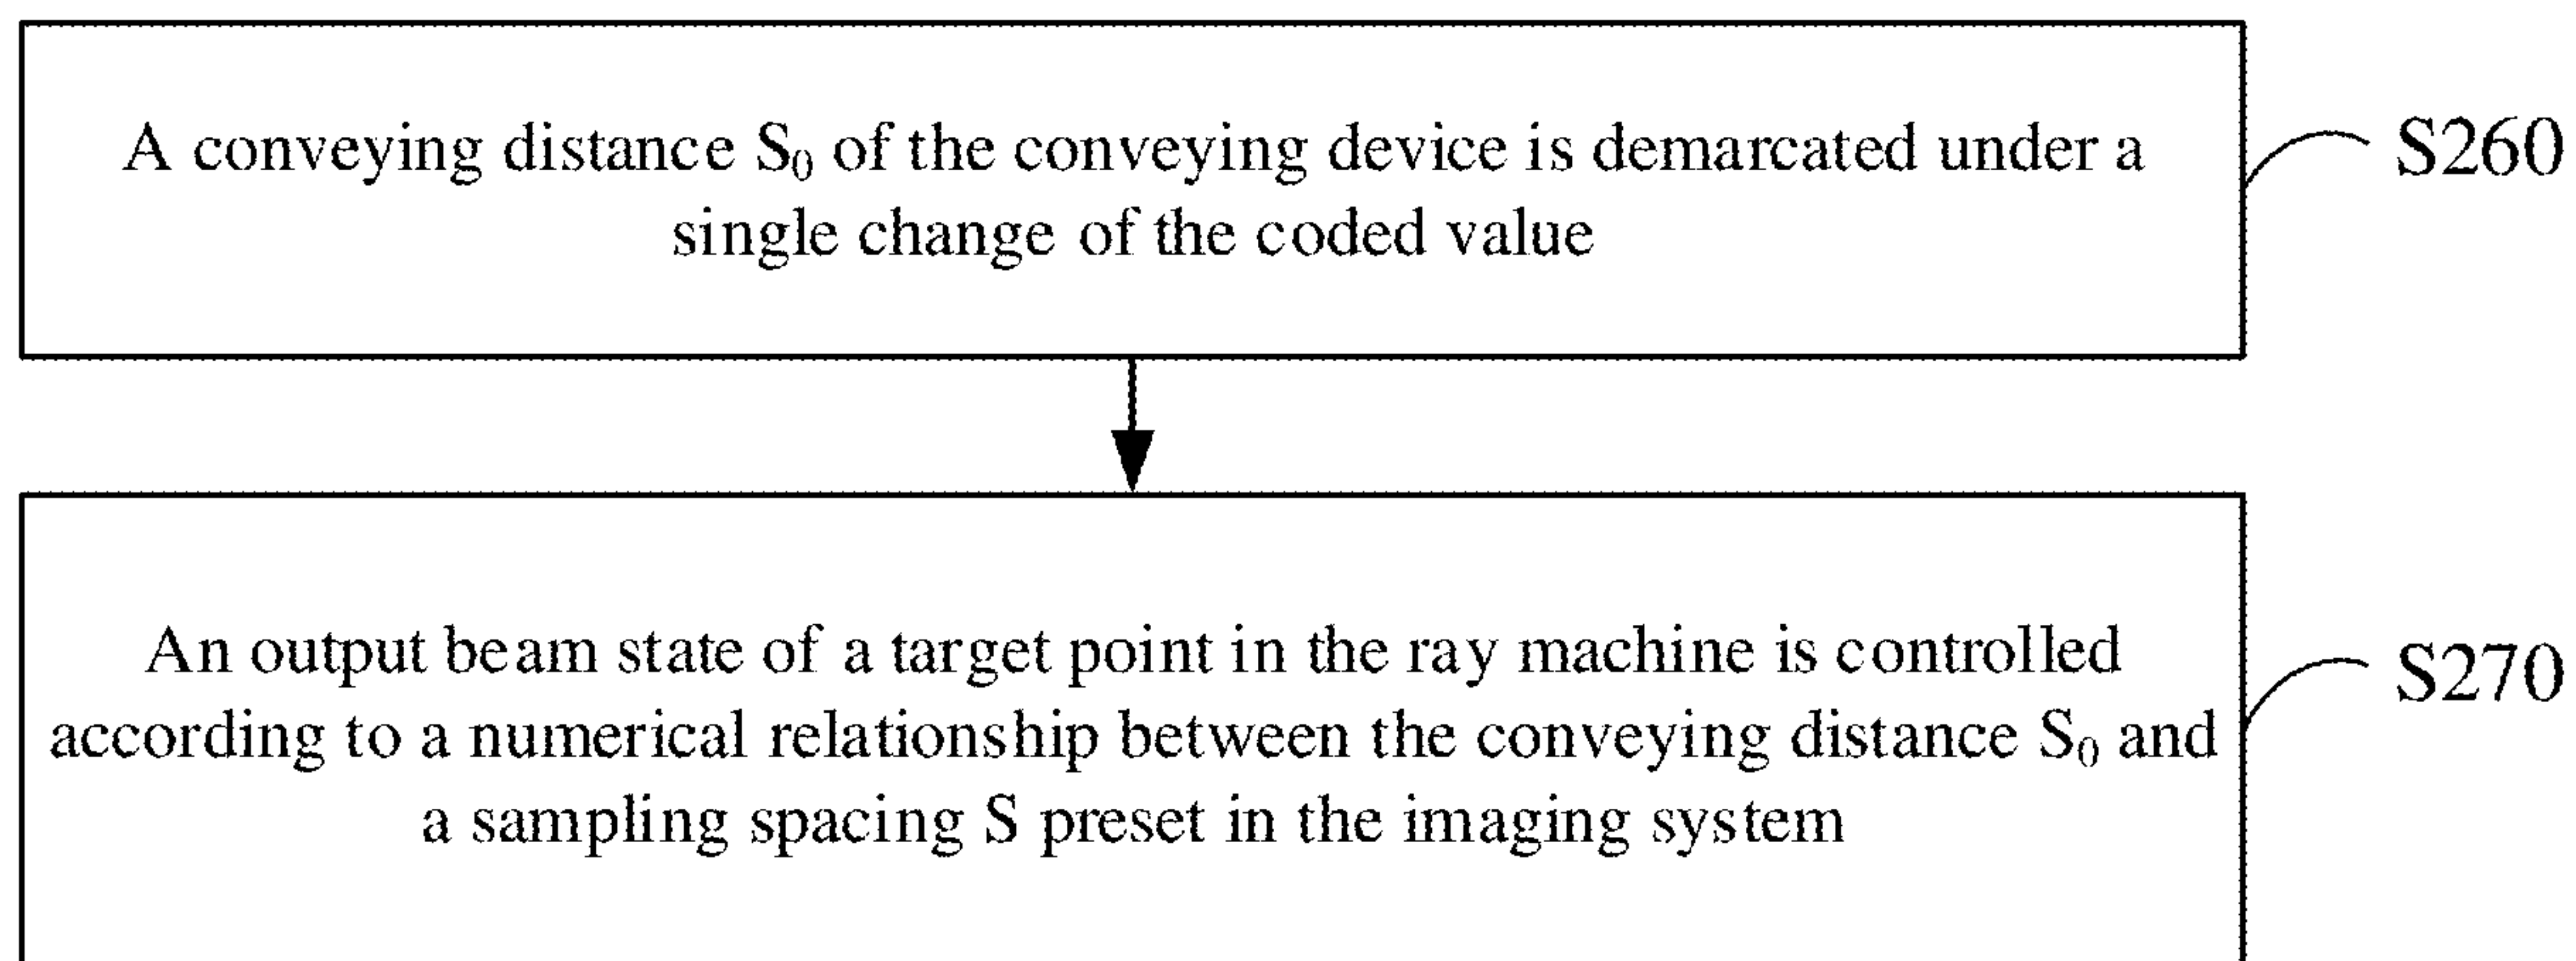 A conveying distance S₀ of the conveying device is demarcated under a
single change of the coded value
S260
An output beam state of a target point in the ray machine is controlled
according to a numerical relationship between the conveying distance S₀ and
a sampling spacing S preset in the imaging system
S270